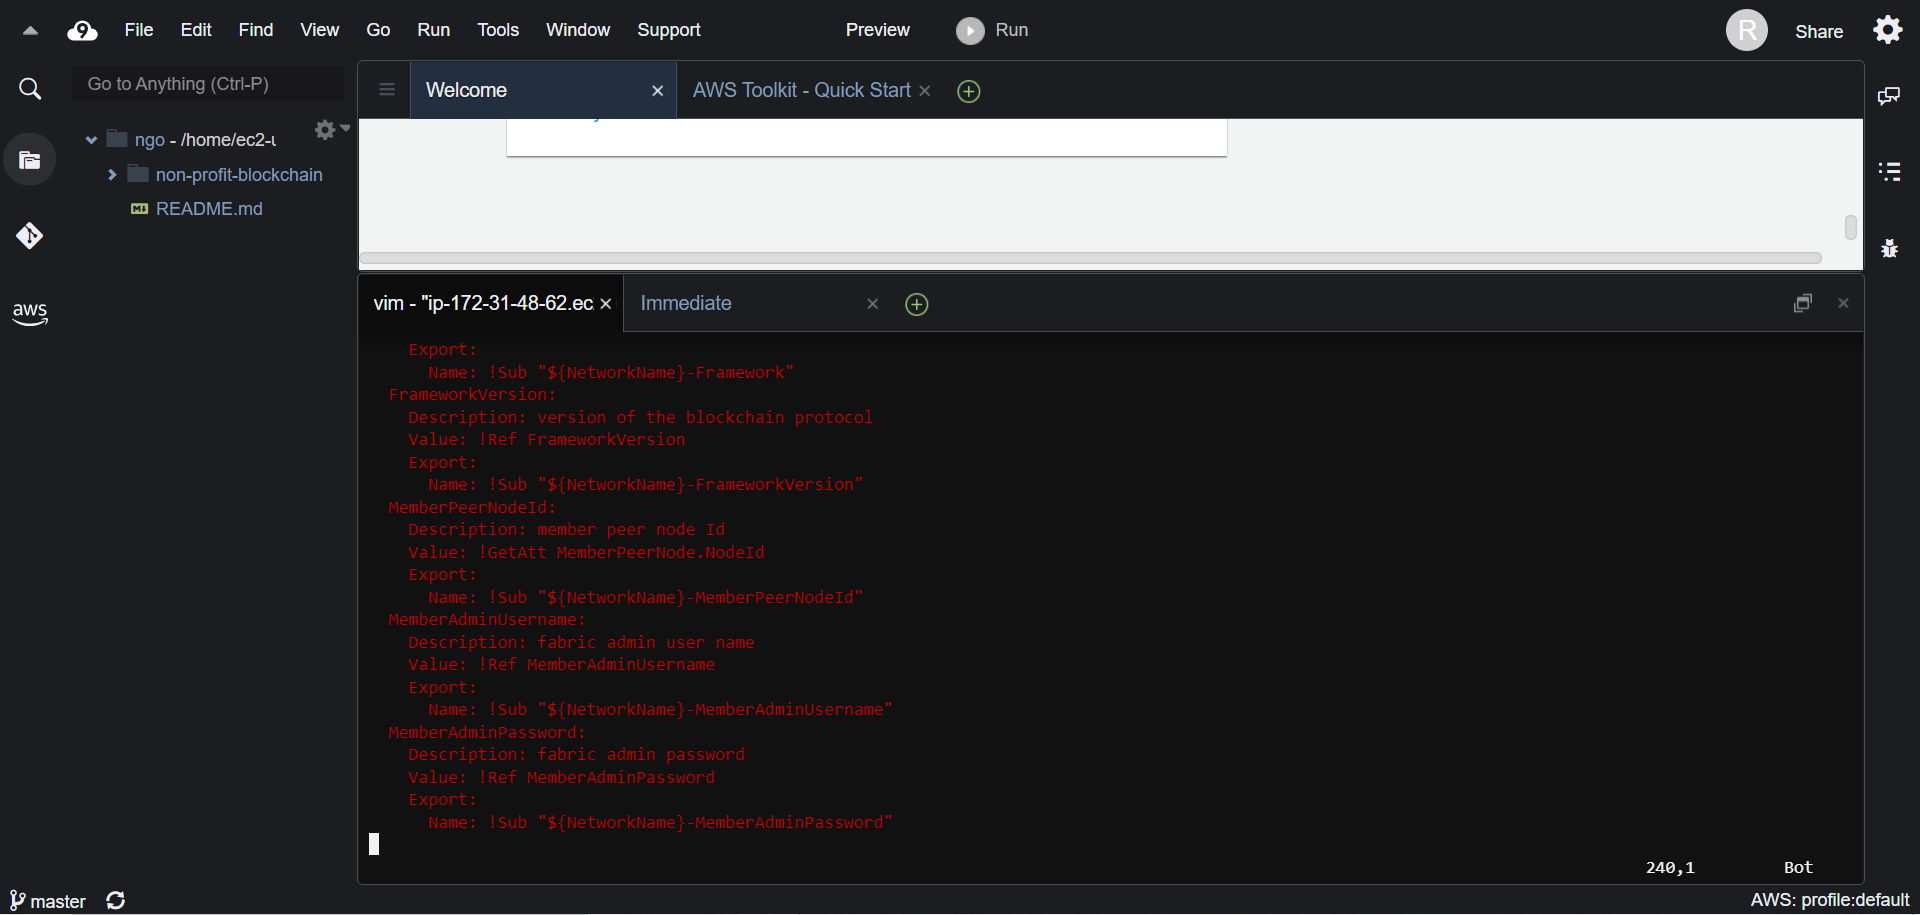 File Edit Find View Go Run Tools Window Support Preview Run R Share
Go to Anything (Ctrl-P)
Welcome
AWS Toolkit - Quick Start
ngo - /home/ec2-u
non-profit-blockchain
README.md
aws
vim - "ip-172-31-48-62.ec
Immediate
Export:
Name: !Sub "${NetworkName}-Framework"
FrameworkVersion:
Description: version of the blockchain protocol
Value: !Ref FrameworkVersion
Export:
Name: !Sub "${NetworkName}-FrameworkVersion"
MemberPeerNodeId:
Description: member peer node Id
Value: !GetAtt MemberPeerNode.NodeId
Export:
Name: !Sub "${NetworkName}-MemberPeerNodeId"
MemberAdminUsername:
Description: fabric admin user name
Value: !Ref MemberAdminUsername
Export:
Name: !Sub "${NetworkName}-MemberAdminUsername"
MemberAdminPassword:
Description: fabric admin password
Value: !Ref MemberAdminPassword
Export:
Name: !Sub "${NetworkName}-MemberAdminPassword"
240,1 Bot
master
AWS: profile:default